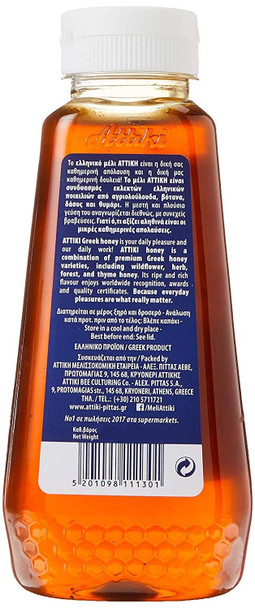 Attiki
Το ελληνικό μέλι ΑΤΤΙΚΗ είναι η δική σας
καθημερινή απόλαυση και η δική μας
καθημερινή δουλειά! Το μέλι ΑΤΤΙΚΗ είναι
συνδυασμός εκλεκτών ελληνικών
ποικιλιών από αγριολούλουδα, βότανα,
δάσος και θυμάρι. Η μεστή και πλούσια
γεύση του αναγνωρίζεται διεθνώς, με συνεχείς
βραβεύσεις. Γιατί ό,τι αξίζει αληθινά είναι οι
μικρές καθημερινές απολαύσεις.
ATTIKI Greek honey is your daily pleasure and
our daily work! ATTIKI honey is a
combination of premium Greek honey
varieties, including wildflower, herb,
forest, and thyme honey. Its ripe and rich
flavour enjoys worldwide recognition, awards
and quality certificates. Because everyday
pleasures are what really matter.
Διατηρείται σε μέρος ξηρό και δροσερό - Ανάλωση
κατά προτ. πριν από το τέλος: Βλέπε καπάκι -
Store in a cool and dry place -
Best before end: See lid.
ΕΛΛΗΝΙΚΟ ΠΡΟΪΟΝ / GREEK PRODUCT
Συσκευάζεται από την / Packed by
ΑΤΤΙΚΗ ΜΕΛΙΣΣΟΚΟΜΙΚΗ ΕΤΑΙΡΕΙΑ - ΑΛΕΞ. ΠΙΤΤΑΣ ΑΕΒΕ,
ΠΡΩΤΟΜΑΓΙΑΣ 9, 145 68, ΚΡΥΟΝΕΡΙ ΑΤΤΙΚΗΣ
ATTIKI BEE CULTURING Co. - ALEX. PITTAS S.A.,
9, PROTOMAGIAS str., 145 68, KRYONERI, ATHENS, GREECE
ΤΗΛ./TEL.: (+30) 210 5711721
www.attiki-pittas.gr /MeliAttiki
Νο1 σε πωλήσεις 2017 στα supermarkets.
Καθ.βάρος
Net Weight
5 201098 111301